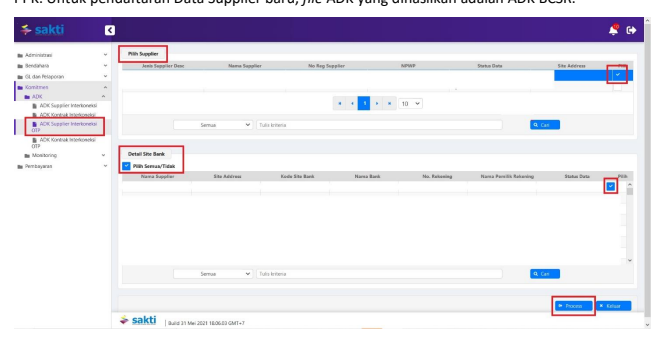 PPK. Untuk pendaftaran Data Supplier baru, file ADK yang dihasilkan adalah ADK BLSR.
sakti
Administrasi
Bendahara
GL dan Pelaporan
Komitmen
ADK
ADK Supplier Interkoneksi
ADK Kontrak Interkoneksi
ADK Supplier Interkoneksi OTP
ADK Kontrak Interkoneksi OTP
Monitoring
Pembayaran
Pilih Supplier
Jenis Supplier Data Nama Supplier No Reg Supplier NPWP Status Data Site Address Pilih
1 10
Semua Tulis kriteria Cari
Detail Site Bank
Pilih Semua/Tidak
Nama Supplier Site Address Kode Site Bank Nama Bank No. Rekening Nama Pemilik Rekening Status Data Pilih
Semua Tulis kriteria Cari
Process Keluar
sakti | Build 31 Mei 2021 18:06:03 GMT+7